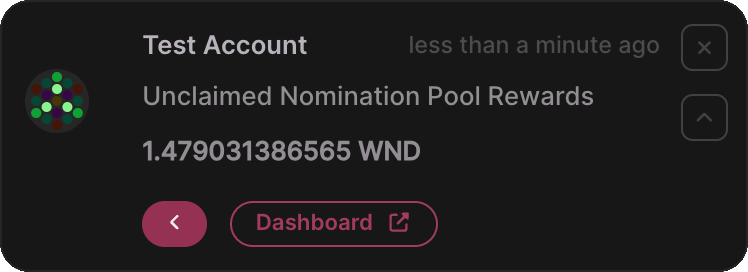 Test Account
less than a minute ago
Unclaimed Nomination Pool Rewards
1.479031386565 WND
Dashboard